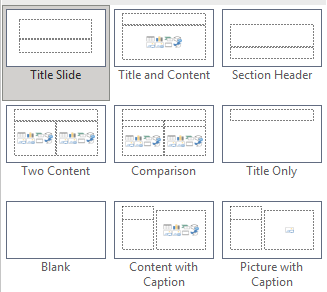 Title Slide
Title and Content
Section Header
Two Content
Comparison
Title Only
Blank
Content with
Caption
Picture with
Caption